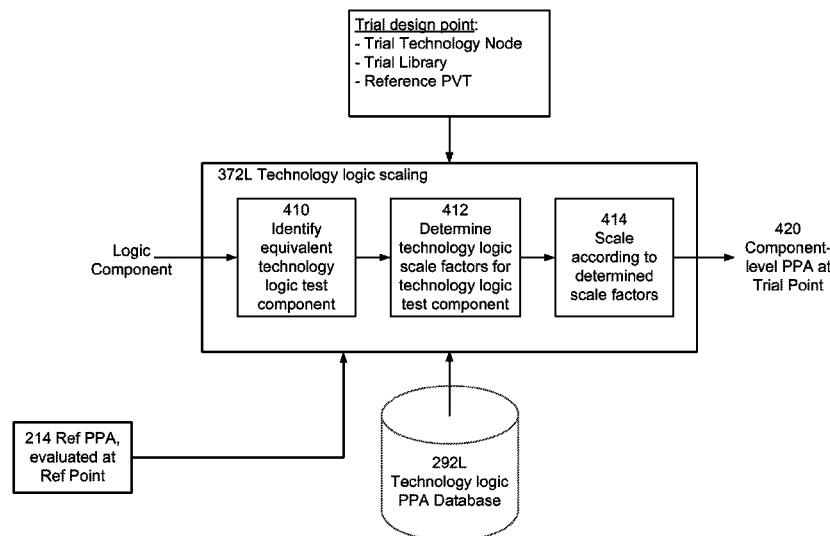 Trial design point:
- Trial Technology Node
- Trial Library
- Reference PVT
372L Technology logic scaling
Logic
Component
410
Identify
equivalent
technology
logic test
component
412
Determine
technology logic
scale factors for
technology logic
test component
414
Scale
according to
determined
scale factors
420
Component-
level PPA at
Trial Point
214 Ref PPA,
evaluated at
Ref Point
292L
Technology logic
PPA Database